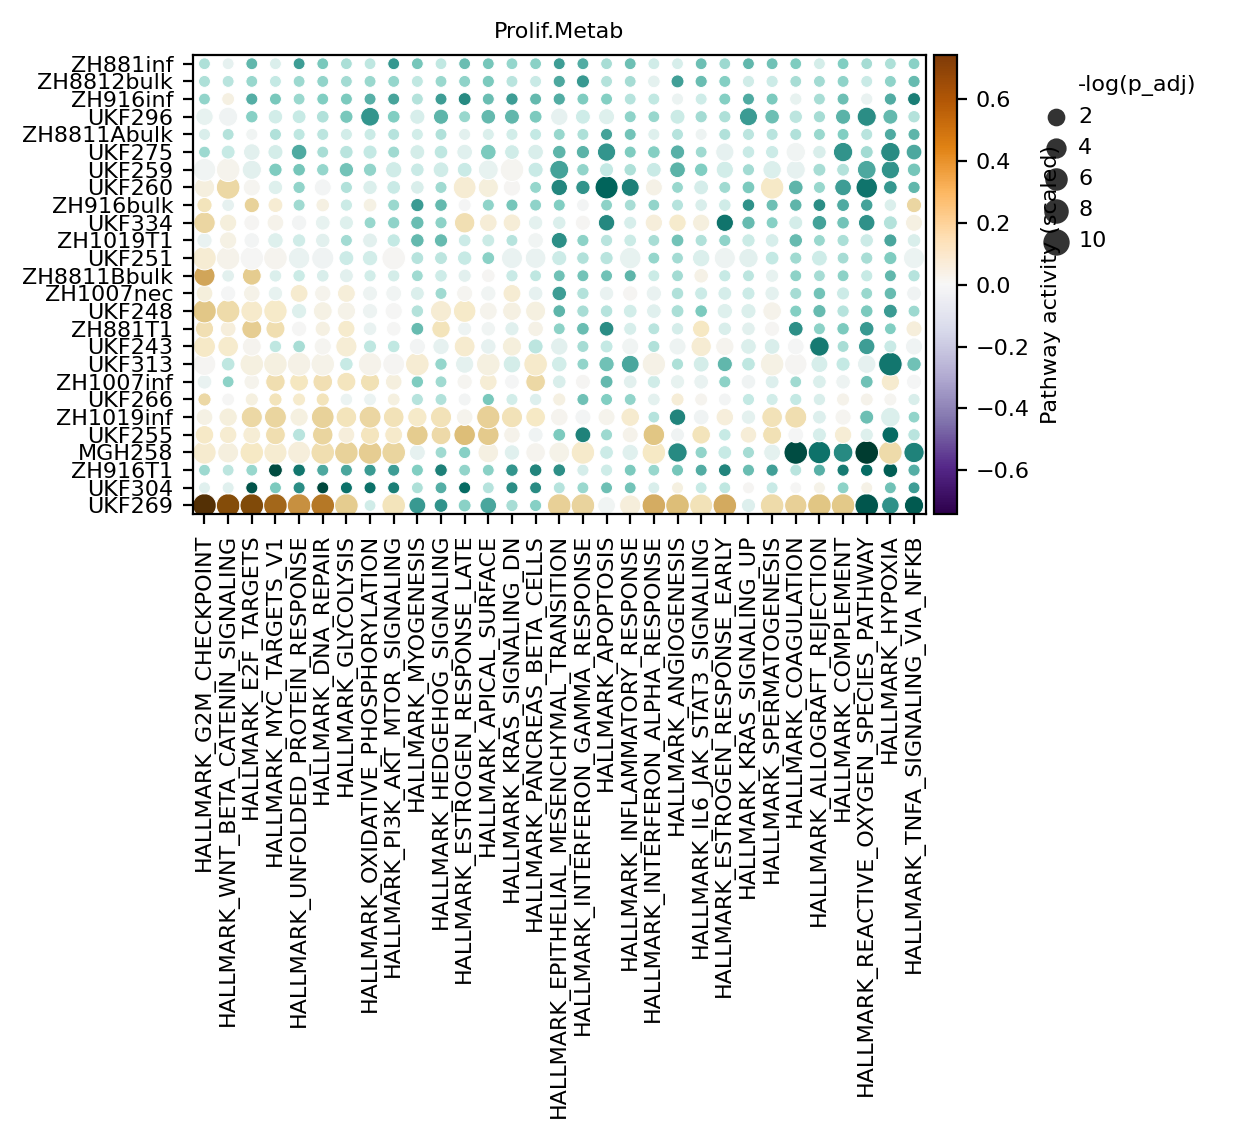 Prolif.Metab
ZH881inf
ZH8812bulk
ZH916inf
UKF296
ZH8811Abulk
UKF275
UKF259
UKF260
ZH916bulk
UKF334
ZH1019T1
UKF251
ZH8811Bbulk
ZH1007nec
UKF248
ZH881T1
UKF243
UKF313
ZH1007inf
UKF266
ZH1019inf
UKF255
MGH258
ZH916T1
UKF304
UKF269
HALLMARK_G2M_CHECKPOINT
HALLMARK_WNT_BETA_CATENIN_SIGNALING
HALLMARK_E2F_TARGETS
HALLMARK_MYC_TARGETS_V1
HALLMARK_UNFOLDED_PROTEIN_RESPONSE
HALLMARK_DNA_REPAIR
HALLMARK_GLYCOLYSIS
HALLMARK_OXIDATIVE_PHOSPHORYLATION
HALLMARK_PI3K_AKT_MTOR_SIGNALING
HALLMARK_MYOGENESIS
HALLMARK_HEDGEHOG_SIGNALING
HALLMARK_ESTROGEN_RESPONSE_LATE
HALLMARK_APICAL_SURFACE
HALLMARK_KRAS_SIGNALING_DN
HALLMARK_PANCREAS_BETA_CELLS
HALLMARK_EPITHELIAL_MESENCHYMAL_TRANSITION
HALLMARK_INTERFERON_GAMMA_RESPONSE
HALLMARK_APOPTOSIS
HALLMARK_INFLAMMATORY_RESPONSE
HALLMARK_INTERFERON_ALPHA_RESPONSE
HALLMARK_ANGIOGENESIS
HALLMARK_IL6_JAK_STAT3_SIGNALING
HALLMARK_ESTROGEN_RESPONSE_EARLY
HALLMARK_KRAS_SIGNALING_UP
HALLMARK_SPERMATOGENESIS
HALLMARK_COAGULATION
HALLMARK_ALLOGRAFT_REJECTION
HALLMARK_COMPLEMENT
HALLMARK_REACTIVE_OXYGEN_SPECIES_PATHWAY
HALLMARK_HYPOXIA
HALLMARK_TNFA_SIGNALING_VIA_NFKB
0.6
0.4
0.2
0.0
−0.2
−0.4
−0.6
Pathway activity (scaled)
-log(p_adj)
2
4
6
8
10